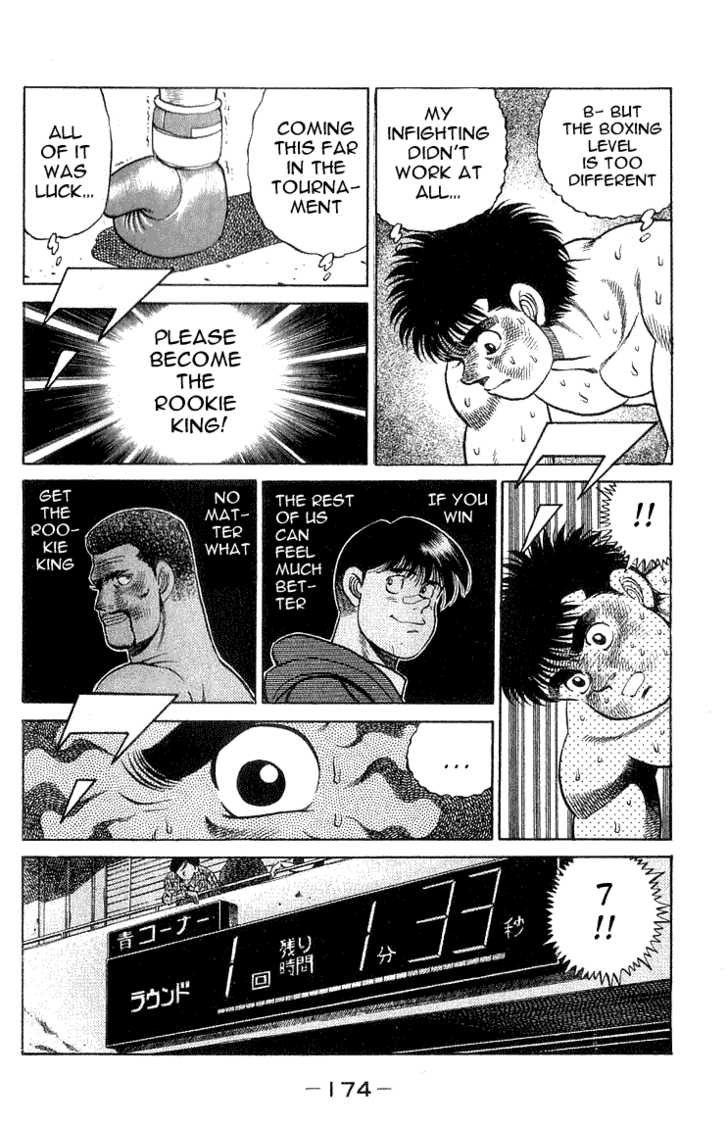 B- BUT
THE BOXING
LEVEL
IS TOO
DIFFERENT
MY
INFIGHTING
DIDN'T
WORK AT
ALL...
COMING
THIS FAR
IN THE
TOURNA-
MENT
ALL
OF IT
WAS
LUCK...
PLEASE
BECOME
THE
ROOKIE
KING!
!!
IF YOU
WIN
THE REST
OF US
CAN
FEEL
MUCH
BET-
TER
NO
MAT-
TER
WHAT
GET
THE
ROO-
KIE
KING
...
7
!!
青コーナー
ラウンド 1 回 残り
時間 1 分 33 秒
-174-